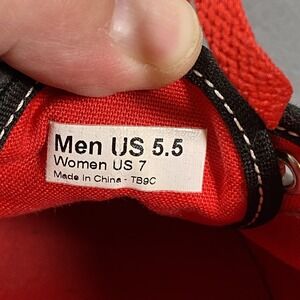 Men US 5.5
Women US 7
Made in China - TB9C